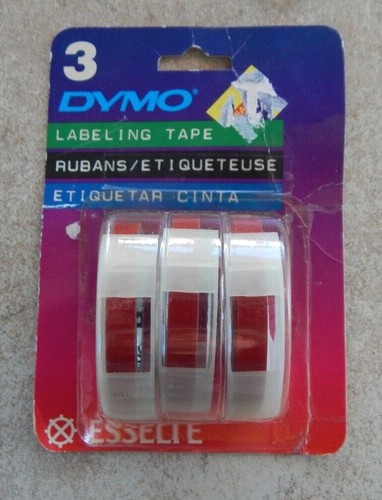 3
DYMO®
LABELING TAPE
RUBANS/ETIQUETEUSE
ETIQUETAR CINTA
ESSELTE